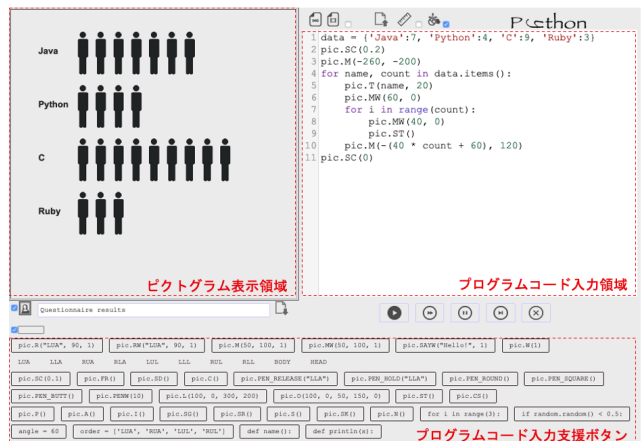 Java
Python
C
Ruby
ピクトグラム表示領域
Python
1 data = {'Java':7, 'Python':4, 'C':9, 'Ruby':3}
2 pic.SC(0.2)
3 pic.M(-260, -200)
4 for name, count in data.items():
5 pic.T(name, 20)
6 pic.MW(60, 0)
7 for i in range(count):
8 pic.MW(40, 0)
9 pic.ST()
10 pic.M(-(40 * count + 60), 120)
11 pic.SC(0)
プログラムコード入力領域
Questionnaire results
pic.R("LUA", 90, 1) pic.RW("LUA", 90, 1) pic.M(50, 100, 1) pic.MW(50, 100, 1) pic.SAYW("Hello!", 1) pic.W(1)
LUA LLA RUA RLA LUL LLL RUL RLL BODY HEAD
pic.SC(0.1) pic.FR() pic.SD() pic.C() pic.PEN_RELEASE("LLA") pic.PEN_HOLD("LLA") pic.PEN_ROUND() pic.PEN_SQUARE()
pic.PEN_BUTT() pic.PENW(10) pic.L(100, 0, 300, 200) pic.O(100, 0, 50, 150, 0) pic.ST() pic.CS()
pic.P() pic.A() pic.I() pic.SG() pic.SR() pic.S() pic.SK() pic.N() for i in range(3): if random.random() < 0.5:
angle = 60 order = ['LUA', 'RUA', 'LUL', 'RUL'] def name(): def println(s):
プログラムコード入力支援ボタン